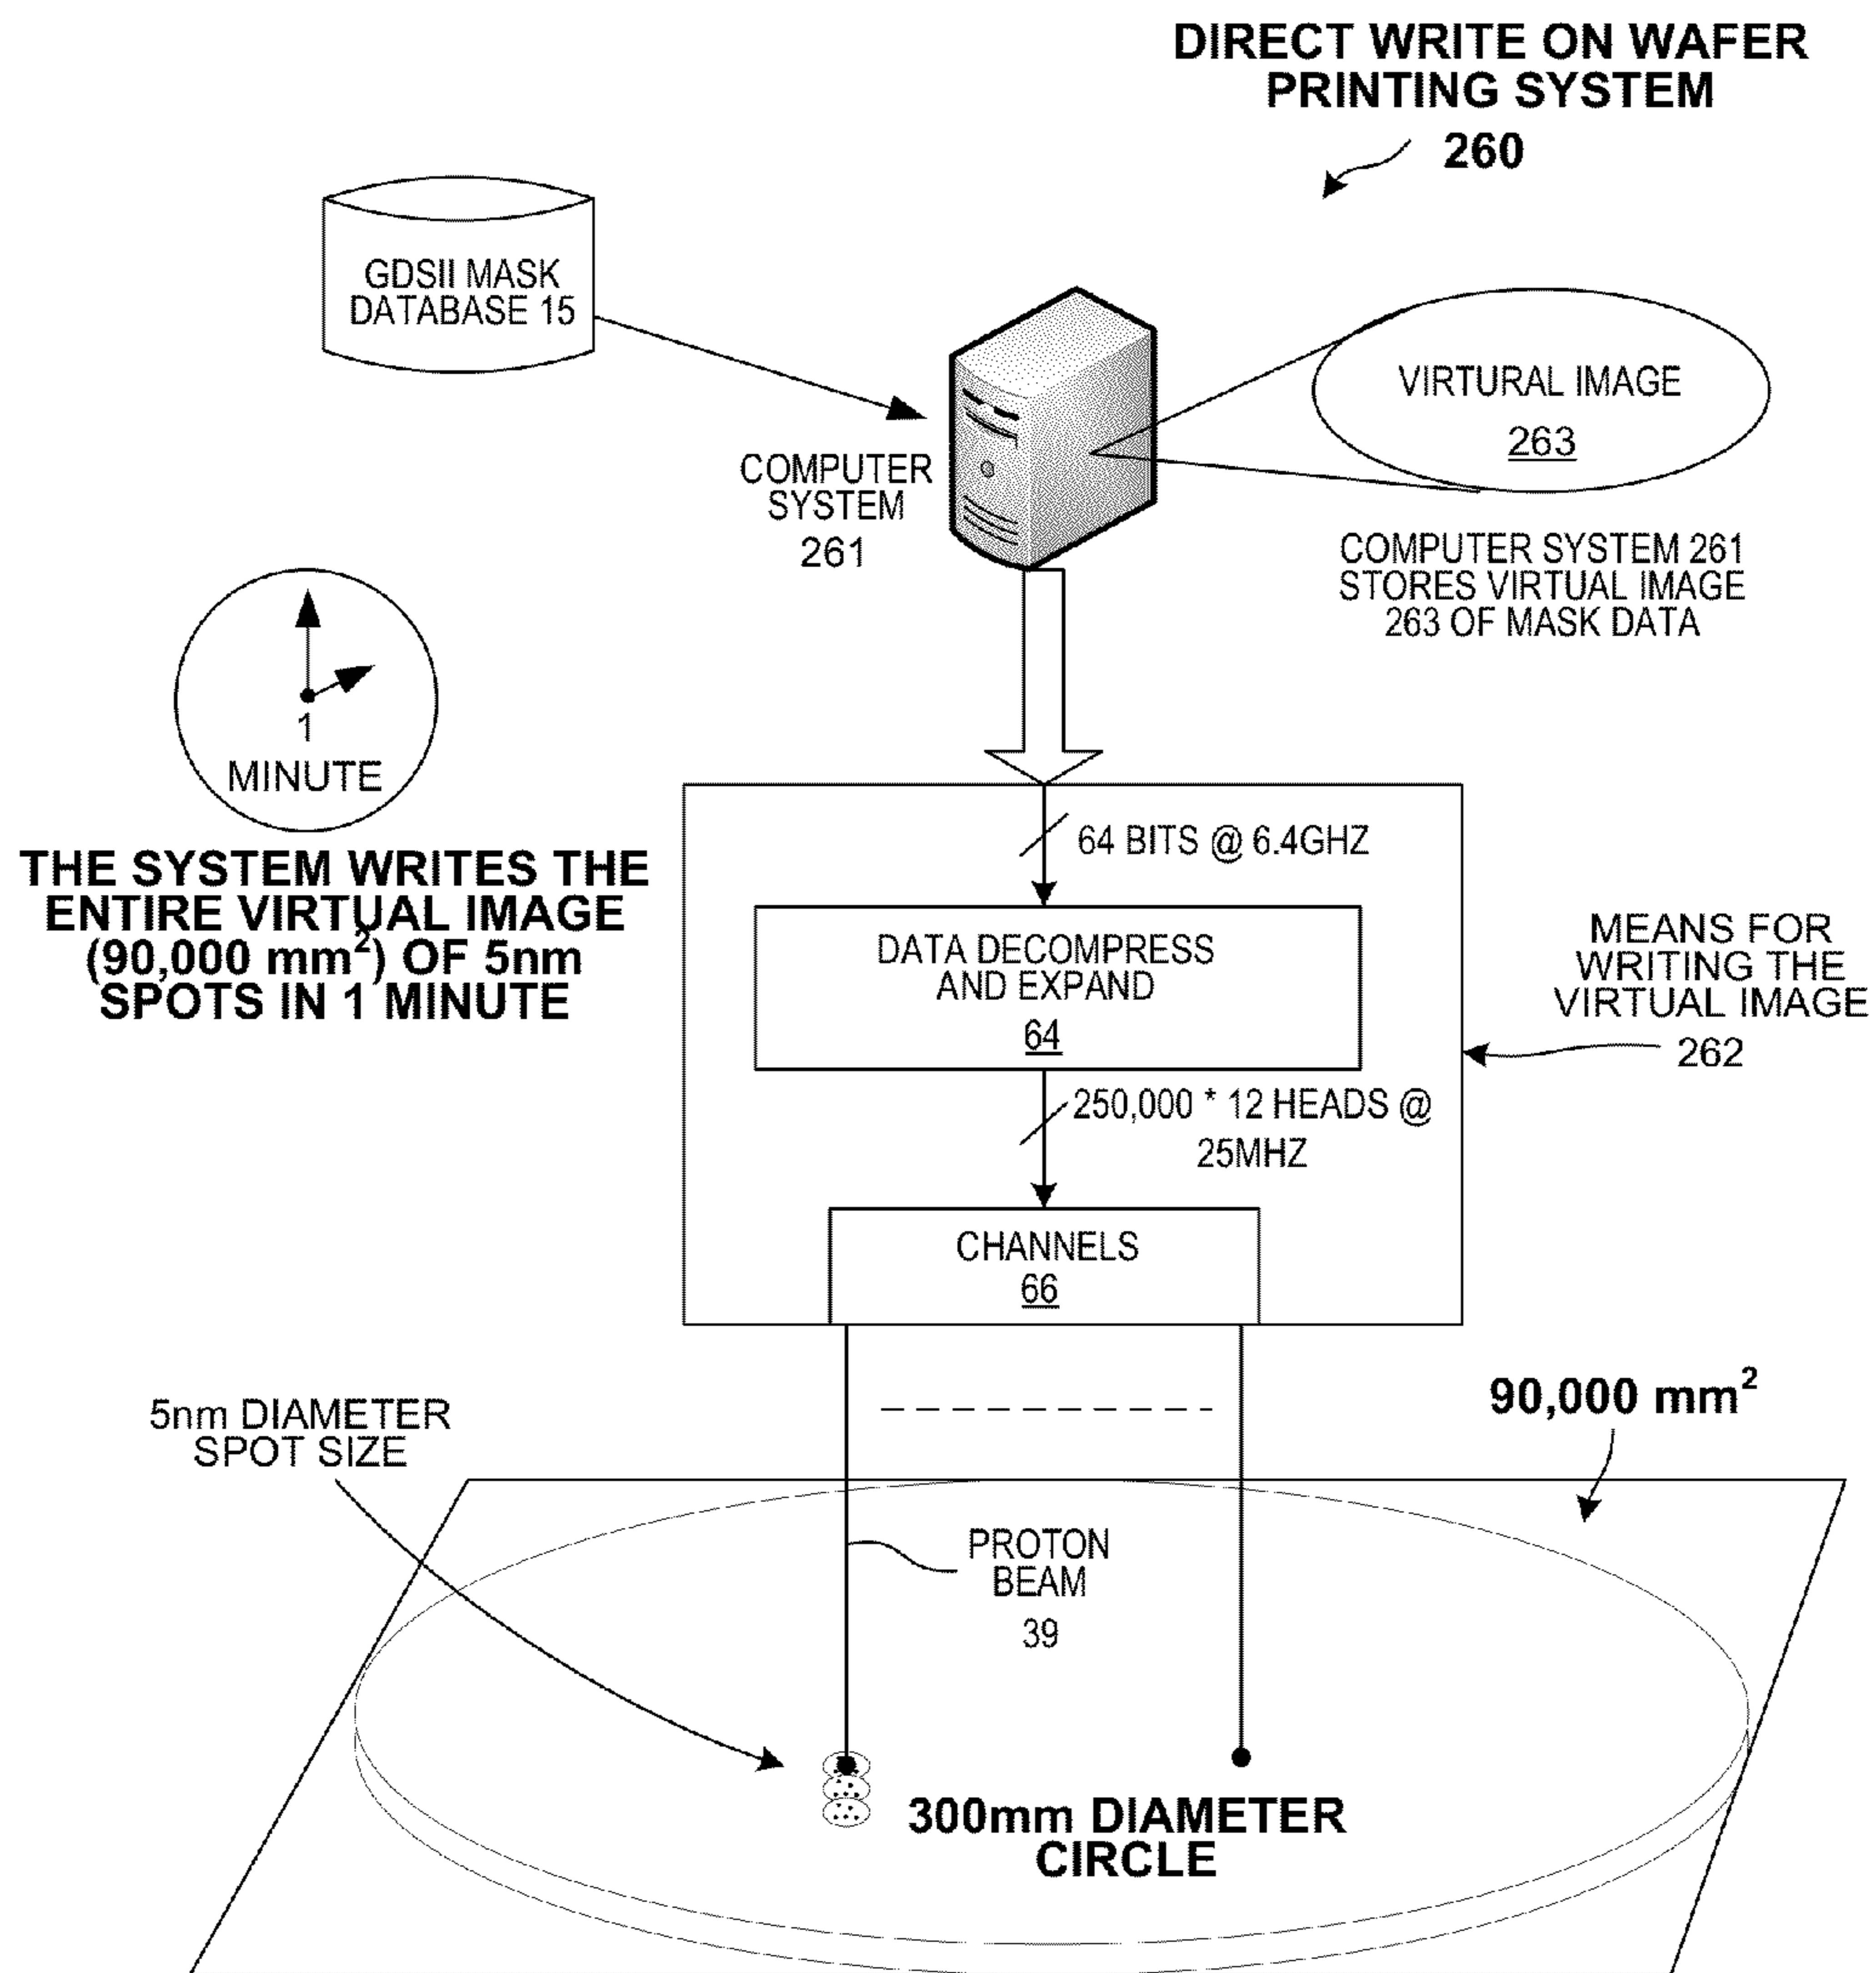 DIRECT WRITE ON WAFER
PRINTING SYSTEM
260
GDSII MASK
DATABASE 15
VIRTURAL IMAGE
263
COMPUTER
SYSTEM
261
COMPUTER SYSTEM 261
STORES VIRTUAL IMAGE
263 OF MASK DATA
1
MINUTE
THE SYSTEM WRITES THE
ENTIRE VIRTUAL IMAGE
(90,000 mm²) OF 5nm
SPOTS IN 1 MINUTE
64 BITS @ 6.4GHZ
DATA DECOMPRESS
AND EXPAND
64
MEANS FOR
WRITING THE
VIRTUAL IMAGE
262
250,000 * 12 HEADS @
25MHZ
CHANNELS
66
5nm DIAMETER
SPOT SIZE
90,000 mm²
PROTON
BEAM
39
300mm DIAMETER
CIRCLE